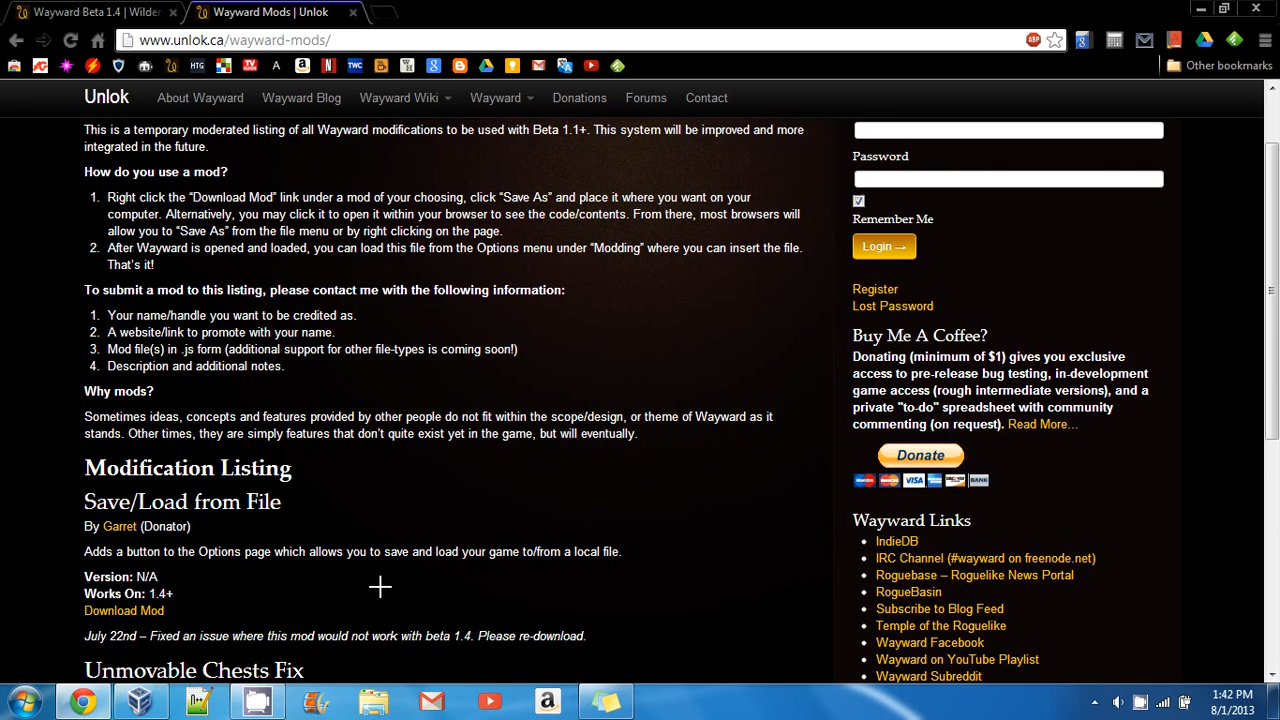 Wayward Beta 1.4 | Wilder
Wayward Mods | Unlok
www.unlok.ca/wayward-mods/
Other bookmarks
Unlok About Wayward Wayward Blog Wayward Wiki Wayward Donations Forums Contact
This is a temporary moderated listing of all Wayward modifications to be used with Beta 1.1+. This system will be improved and more
integrated in the future.
How do you use a mod?
1. Right click the “Download Mod” link under a mod of your choosing, click “Save As” and place it where you want on your
computer. Alternatively, you may click it to open it within your browser to see the code/contents. From there, most browsers will
allow you to “Save As” from the file menu or by right clicking on the page.
2. After Wayward is opened and loaded, you can load this file from the Options menu under “Modding” where you can insert the file.
That’s it!
To submit a mod to this listing, please contact me with the following information:
1. Your name/handle you want to be credited as.
2. A website/link to promote with your name.
3. Mod file(s) in .js form (additional support for other file-types is coming soon!)
4. Description and additional notes.
Why mods?
Sometimes ideas, concepts and features provided by other people do not fit within the scope/design, or theme of Wayward as it
stands. Other times, they are simply features that don’t quite exist yet in the game, but will eventually.
Modification Listing
Save/Load from File
By Garret (Donator)
Adds a button to the Options page which allows you to save and load your game to/from a local file.
Version: N/A
Works On: 1.4+
Download Mod
July 22nd – Fixed an issue where this mod would not work with beta 1.4. Please re-download.
Unmovable Chests Fix
Password
Remember Me
Login →
Register
Lost Password
Buy Me A Coffee?
Donating (minimum of $1) gives you exclusive
access to pre-release bug testing, in-development
game access (rough intermediate versions), and a
private "to-do" spreadsheet with community
commenting (on request). Read More...
Donate
VISA
BANK
Wayward Links
IndieDB
IRC Channel (#wayward on freenode.net)
Roguebase – Roguelike News Portal
RogueBasin
Subscribe to Blog Feed
Temple of the Roguelike
Wayward Facebook
Wayward on YouTube Playlist
Wayward Subreddit
1:42 PM
8/1/2013